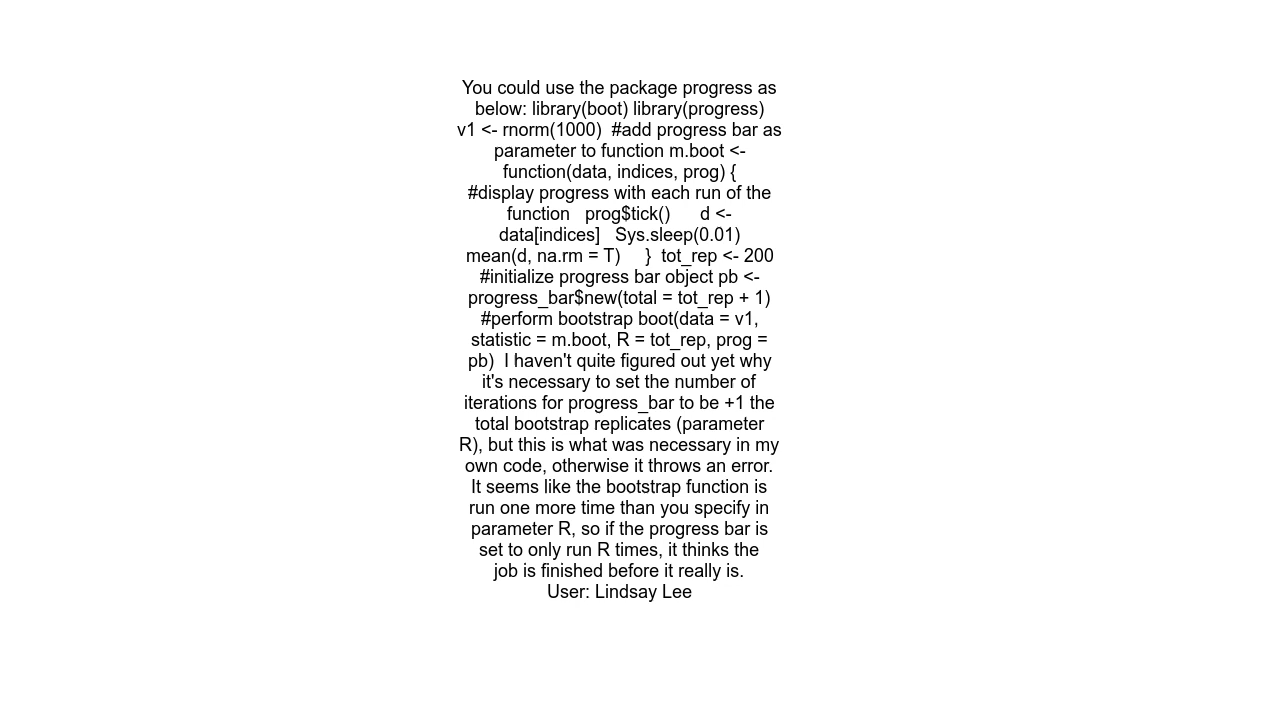 You could use the package progress as
below: library(boot) library(progress)
v1 <- rnorm(1000)  #add progress bar as
parameter to function m.boot <-
function(data, indices, prog) {
#display progress with each run of the
function   prog$tick()      d <-
data[indices]   Sys.sleep(0.01)
mean(d, na.rm = T)     }  tot_rep <- 200
#initialize progress bar object pb <-
progress_bar$new(total = tot_rep + 1)
#perform bootstrap boot(data = v1,
statistic = m.boot, R = tot_rep, prog =
pb)  I haven't quite figured out yet why
it's necessary to set the number of
iterations for progress_bar to be +1 the
total bootstrap replicates (parameter
R), but this is what was necessary in my
own code, otherwise it throws an error.
It seems like the bootstrap function is
run one more time than you specify in
parameter R, so if the progress bar is
set to only run R times, it thinks the
job is finished before it really is.
User: Lindsay Lee